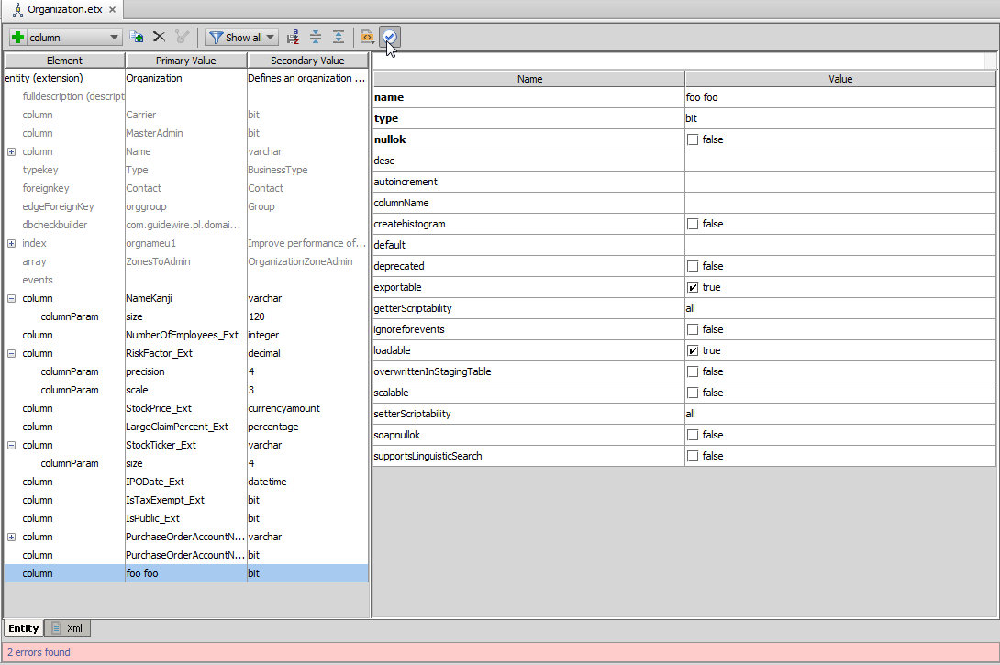 Organization.etx
column Show all
Element Primary Value Secondary Value
entity (extension) Organization Defines an organization ...
fulldescription (descript
column Carrier bit
column MasterAdmin bit
column Name varchar
typekey Type BusinessType
foreignkey Contact Contact
edgeForeignKey orggroup Group
dbcheckbuilder com.guidewire.pl.domai...
index orgnameu1 Improve performance of...
array ZonesToAdmin OrganizationZoneAdmin
events
column NameKanji varchar
columnParam size 120
column NumberOfEmployees_Ext integer
column RiskFactor_Ext decimal
columnParam precision 4
columnParam scale 3
column StockPrice_Ext currencyamount
column LargeClaimPercent_Ext percentage
column StockTicker_Ext varchar
columnParam size 4
column IPODate_Ext datetime
column IsTaxExempt_Ext bit
column IsPublic_Ext bit
column PurchaseOrderAccountN... varchar
column PurchaseOrderAccountN... bit
column foo foo bit
Name Value
name foo foo
type bit
nullok false
desc
autoincrement
columnName
createhistogram false
default
deprecated false
exportable true
getterScriptability all
ignoreforevents false
loadable true
overwrittenInStagingTable false
scalable false
setterScriptability all
soapnullok false
supportsLinguisticSearch false
Entity Xml
2 errors found